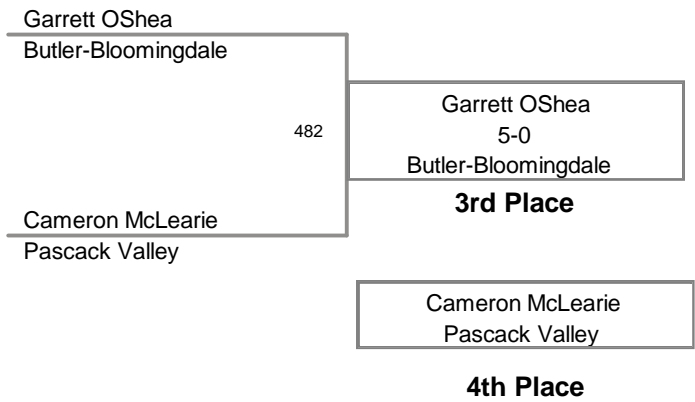 Garrett OShea
Butler-Bloomingdale
482
Garrett OShea
5-0
Butler-Bloomingdale
3rd Place
Cameron McLearie
Pascack Valley
Cameron McLearie
Pascack Valley
4th Place